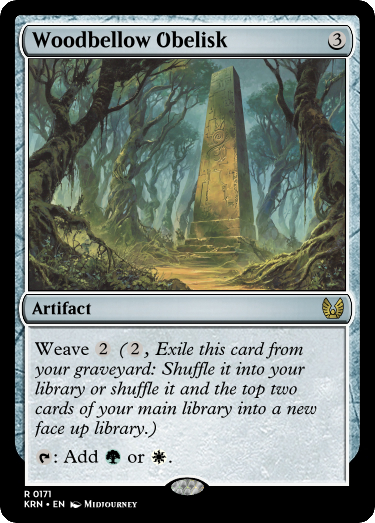 Woodbellow Obelisk 3
Artifact
Weave 2 (2, Exile this card from
your graveyard: Shuffle it into your
library or shuffle it and the top two
cards of your main library into a new
face up library.)
: Add or .
R 0171
KRN • EN Midjourney